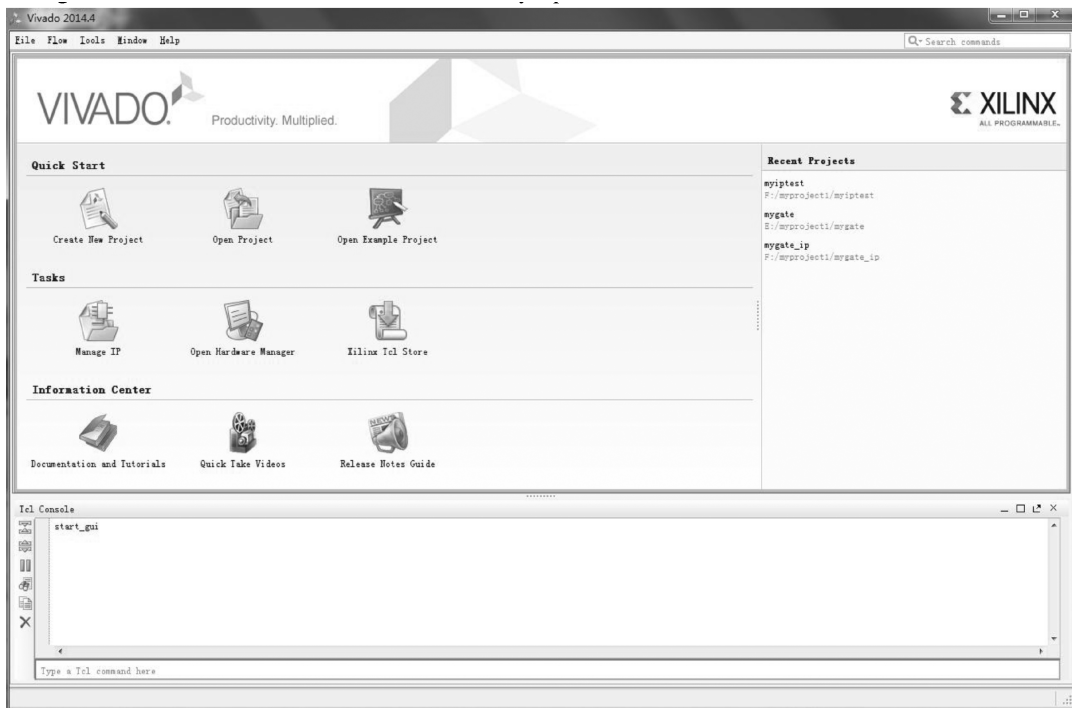 Vivado 2014.4
File Flow Tools Window Help
Search commands
VIVADO.
Productivity. Multiplied.
XILINX
ALL PROGRAMMABLE
Quick Start
Create New Project Open Project Open Example Project
Tasks
Manage IP Open Hardware Manager Xilinx Tcl Store
Information Center
NEW
Documentation and Tutorials Quick Take Videos Release Notes Guide
Recent Projects
myiptest
F:/myproject1/myiptest
mygate
E:/myproject1/mygate
mygate_ip
F:/myproject1/mygate_ip
Tcl Console
start_gui
Type a Tcl command here